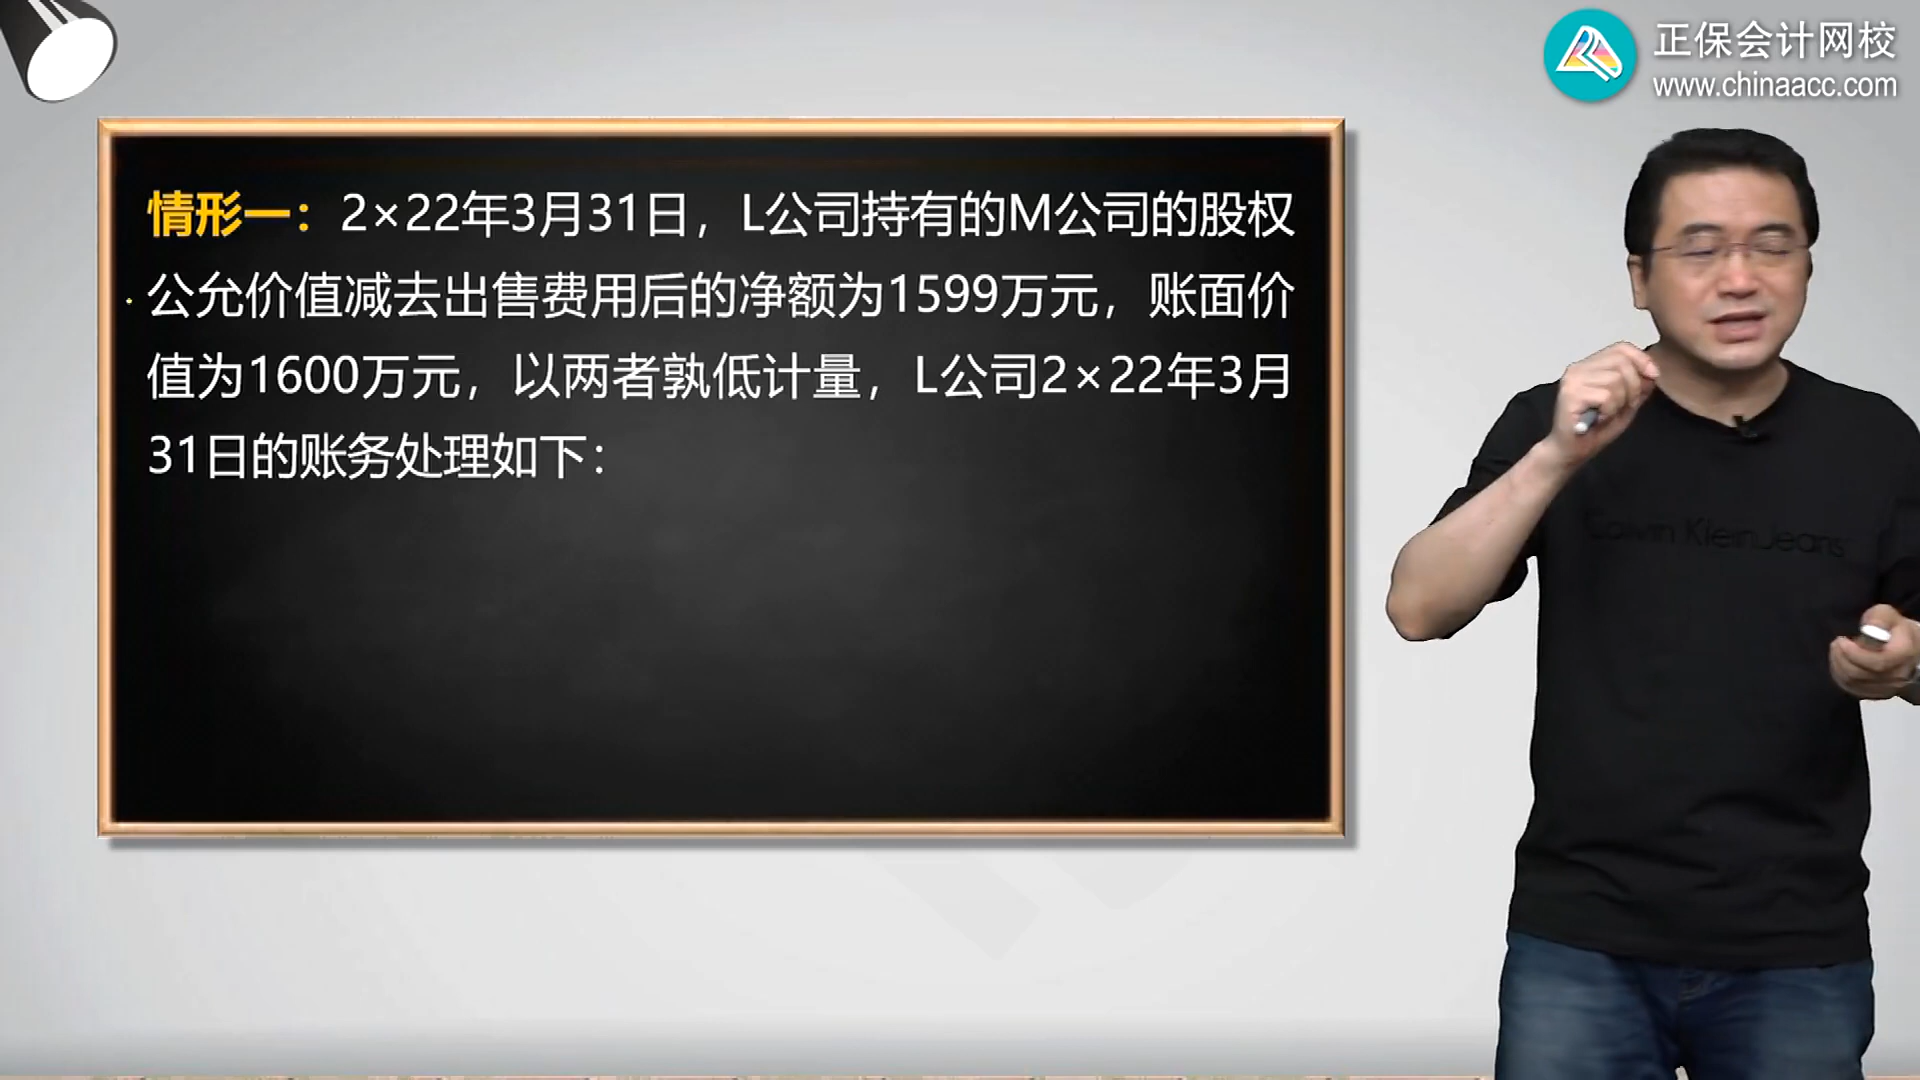 正保会计网校
www.chinaacc.com
情形一：2×22年3月31日，L公司持有的M公司的股权
公允价值减去出售费用后的净额为1599万元，账面价
值为1600万元，以两者孰低计量，L公司2×22年3月
31日的账务处理如下：
Calvin Klein Jeans